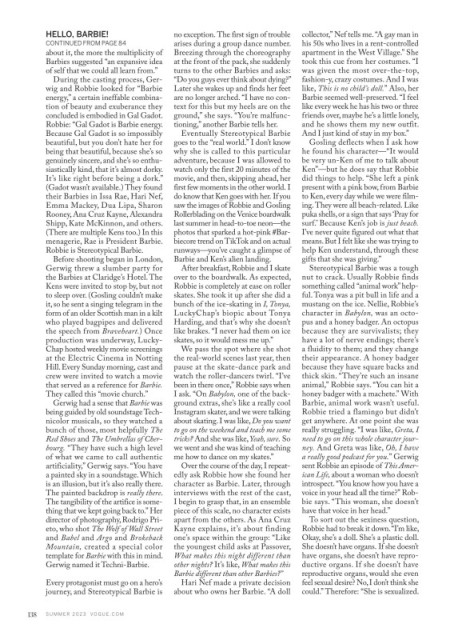 HELLO, BARBIE!
CONTINUED FROM PAGE 84
about it, the more the multiplicity of
Barbies suggested "an expansive idea
of self that we could all learn from."
During the casting process, Ger-
wig and Robbie looked for "Barbie
energy," a certain ineffable combina-
tion of beauty and exuberance they
concluded is embodied in Gal Gadot.
Robbie: "Gal Gadot is Barbie energy.
Because Gal Gadot is so impossibly
beautiful, but you don't hate her for
being that beautiful, because she's so
genuinely sincere, and she's so enthu-
siastically kind, that it's almost dorky.
It's like right before being a dork."
(Gadot wasn't available.) They found
their Barbies in Issa Rae, Hari Nef,
Emma Mackey, Dua Lipa, Sharon
Rooney, Ana Cruz Kayne, Alexandra
Shipp, Kate McKinnon, and others.
(There are multiple Kens too.) In this
menagerie, Rae is President Barbie.
Robbie is Stereotypical Barbie.
Before shooting began in London,
Gerwig threw a slumber party for
the Barbies at Claridge's Hotel. The
Kens were invited to stop by, but not
to sleep over. (Gosling couldn't make
it, so he sent a singing telegram in the
form of an older Scottish man in a kilt
who played bagpipes and delivered
the speech from Braveheart.) Once
production was underway, Lucky-
Chap hosted weekly movie screenings
at the Electric Cinema in Notting
Hill. Every Sunday morning, cast and
crew were invited to watch a movie
that served as a reference for Barbie.
They called this "movie church."
Gerwig had a sense that Barbie was
being guided by old soundstage Tech-
nicolor musicals, so they watched a
bunch of those, most helpfully The
Red Shoes and The Umbrellas of Cher-
bourg. "They have such a high level
of what we came to call authentic
artificiality," Gerwig says. "You have
a painted sky in a soundstage. Which
is an illusion, but it's also really there.
The painted backdrop is really there.
The tangibility of the artifice is some-
thing that we kept going back to." Her
director of photography, Rodrigo Pri-
eto, who shot The Wolf of Wall Street
and Babel and Argo and Brokeback
Mountain, created a special color
template for Barbie with this in mind.
Gerwig named it Techni-Barbie.
Every protagonist must go on a hero's
journey, and Stereotypical Barbie is
no exception. The first sign of trouble
arises during a group dance number.
Breezing through the choreography
at the front of the pack, she suddenly
turns to the other Barbies and asks:
"Do you guys ever think about dying?"
Later she wakes up and finds her feet
are no longer arched. "I have no con-
text for this but my heels are on the
ground," she says. "You're malfunc-
tioning," another Barbie tells her.
Eventually Stereotypical Barbie
goes to the "real world." I don't know
why she is called to this particular
adventure, because I was allowed to
watch only the first 20 minutes of the
movie, and then, skipping ahead, her
first few moments in the other world. I
do know that Ken goes with her. If you
saw the images of Robbie and Gosling
Rollerblading on the Venice boardwalk
last summer in head-to-toe neon—the
photos that sparked a hot-pink #Bar-
biecore trend on TikTok and on actual
runways—you've caught a glimpse of
Barbie and Ken's alien landing.
After breakfast, Robbie and I skate
over to the boardwalk. As expected,
Robbie is completely at ease on roller
skates. She took it up after she did a
bunch of the ice-skating in I, Tonya,
LuckyChap's biopic about Tonya
Harding, and that's why she doesn't
like brakes. "I never had them on ice
skates, so it would mess me up."
We pass the spot where she shot
the real-world scenes last year, then
pause at the skate-dance park and
watch the roller-dancers twirl. "I've
been in there once," Robbie says when
I ask. "On Babylon, one of the back-
ground extras, she's like a really cool
Instagram skater, and we were talking
about skating. I was like, Do you want
to go on the weekend and teach me some
tricks? And she was like, Yeah, sure. So
we went and she was kind of teaching
me how to dance on my skates."
Over the course of the day, I repeat-
edly ask Robbie how she found her
character as Barbie. Later, through
interviews with the rest of the cast,
I begin to grasp that, in an ensemble
piece of this scale, no character exists
apart from the others. As Ana Cruz
Kayne explains, it's about finding
one's space within the group: "Like
the youngest child asks at Passover,
What makes this night different than
other nights? It's like, What makes this
Barbie different than other Barbies?"
Hari Nef made a private decision
about who owns her Barbie. "A doll
collector," Nef tells me. "A gay man in
his 50s who lives in a rent-controlled
apartment in the West Village." She
took this cue from her costumes. "I
was given the most over-the-top,
fashion-y, crazy costumes. And I was
like, This is no child's doll." Also, her
Barbie seemed well-preserved. "I feel
like every week he has his two or three
friends over, maybe he's a little lonely,
and he shows them my new outfit.
And I just kind of stay in my box."
Gosling deflects when I ask how
he found his character—"It would
be very un-Ken of me to talk about
Ken"—but he does say that Robbie
did things to help. "She left a pink
present with a pink bow, from Barbie
to Ken, every day while we were film-
ing. They were all beach-related. Like
puka shells, or a sign that says 'Pray for
surf.' Because Ken's job is just beach.
I've never quite figured out what that
means. But I felt like she was trying to
help Ken understand, through these
gifts that she was giving."
Stereotypical Barbie was a tough
nut to crack. Usually Robbie finds
something called "animal work" help-
ful. Tonya was a pit bull in life and a
mustang on the ice. Nellie, Robbie's
character in Babylon, was an octo-
pus and a honey badger. An octopus
because they are survivalists; they
have a lot of nerve endings; there's
a fluidity to them; and they change
their appearance. A honey badger
because they have square backs and
thick skin. "They're such an insane
animal," Robbie says. "You can hit a
honey badger with a machete." With
Barbie, animal work wasn't useful.
Robbie tried a flamingo but didn't
get anywhere. At one point she was
really struggling. "I was like, Greta, I
need to go on this whole character jour-
ney. And Greta was like, Oh, I have
a really good podcast for you." Gerwig
sent Robbie an episode of This Amer-
ican Life, about a woman who doesn't
introspect. "You know how you have a
voice in your head all the time?" Rob-
bie says. "This woman, she doesn't
have that voice in her head."
To sort out the sexiness question,
Robbie had to break it down. "I'm like,
Okay, she's a doll. She's a plastic doll.
She doesn't have organs. If she doesn't
have organs, she doesn't have repro-
ductive organs. If she doesn't have
reproductive organs, would she even
feel sexual desire? No, I don't think she
could." Therefore: "She is sexualized.
138 SUMMER 2023 VOGUE.COM